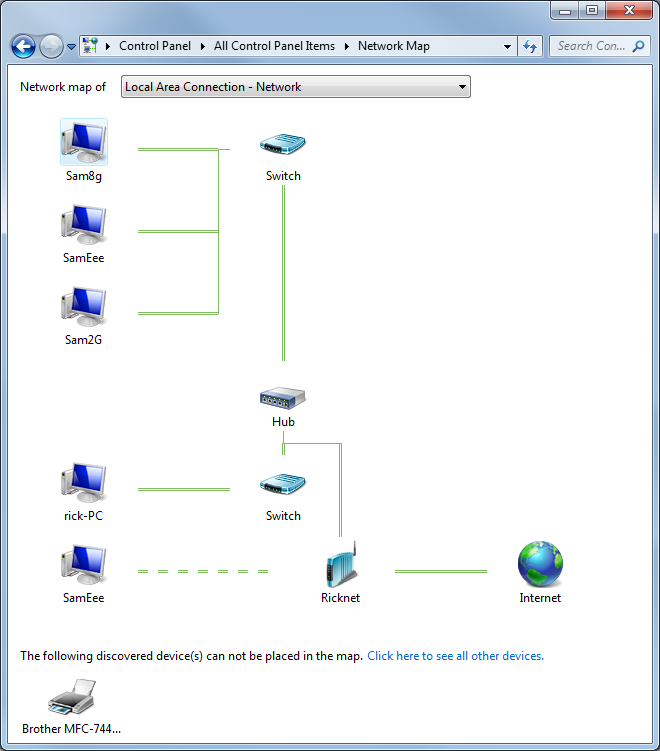 Control Panel All Control Panel Items Network Map
Search Con...
Network map of Local Area Connection - Network
Sam8g
Switch
SamEee
Sam2G
Hub
rick-PC
Switch
SamEee
Ricknet
Internet
The following discovered device(s) can not be placed in the map. Click here to see all other devices.
Brother MFC-744...